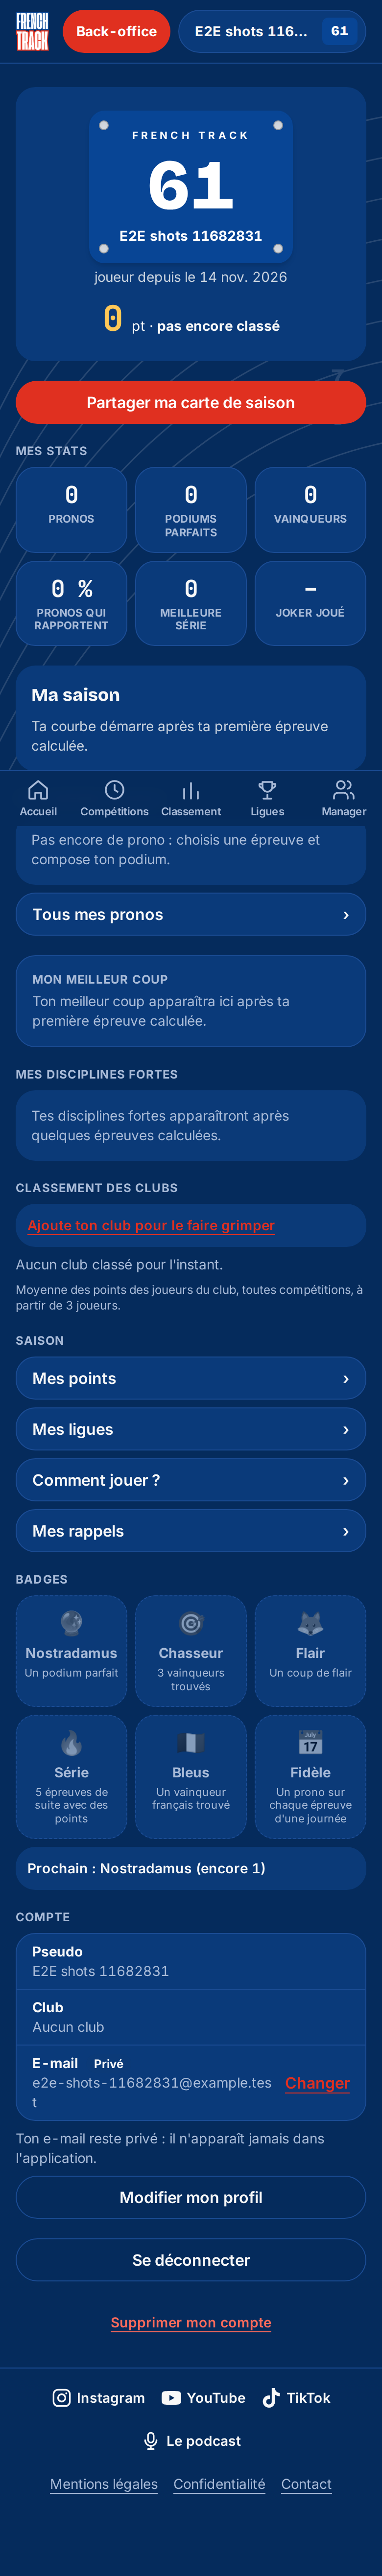 FRENCH
TRACK
Back-office
E2E shots 116…
61
FRENCH TRACK
61
E2E shots 11682831
joueur depuis le 14 nov. 2026
0 pt · pas encore classé
Partager ma carte de saison
MES STATS
0
PRONOS
0
PODIUMS
PARFAITS
0
VAINQUEURS
0 %
PRONOS QUI
RAPPORTENT
0
MEILLEURE
SÉRIE
–
JOKER JOUÉ
Ma saison
Ta courbe démarre après ta première épreuve
calculée.
Accueil
Compétitions
Classement
Ligues
Manager
Pas encore de prono : choisis une épreuve et
compose ton podium.
Tous mes pronos ›
MON MEILLEUR COUP
Ton meilleur coup apparaîtra ici après ta
première épreuve calculée.
MES DISCIPLINES FORTES
Tes disciplines fortes apparaîtront après
quelques épreuves calculées.
CLASSEMENT DES CLUBS
Ajoute ton club pour le faire grimper
Aucun club classé pour l'instant.
Moyenne des points des joueurs du club, toutes compétitions, à
partir de 3 joueurs.
SAISON
Mes points ›
Mes ligues ›
Comment jouer ? ›
Mes rappels ›
BADGES
Nostradamus
Un podium parfait
Chasseur
3 vainqueurs
trouvés
Flair
Un coup de flair
Série
5 épreuves de
suite avec des
points
Bleus
Un vainqueur
français trouvé
JULY
17
Fidèle
Un prono sur
chaque épreuve
d'une journée
Prochain : Nostradamus (encore 1)
COMPTE
Pseudo
E2E shots 11682831
Club
Aucun club
E-mail Privé
e2e-shots-11682831@example.tes
t
Changer
Ton e-mail reste privé : il n'apparaît jamais dans
l'application.
Modifier mon profil
Se déconnecter
Supprimer mon compte
Instagram
YouTube
TikTok
Le podcast
Mentions légales
Confidentialité
Contact